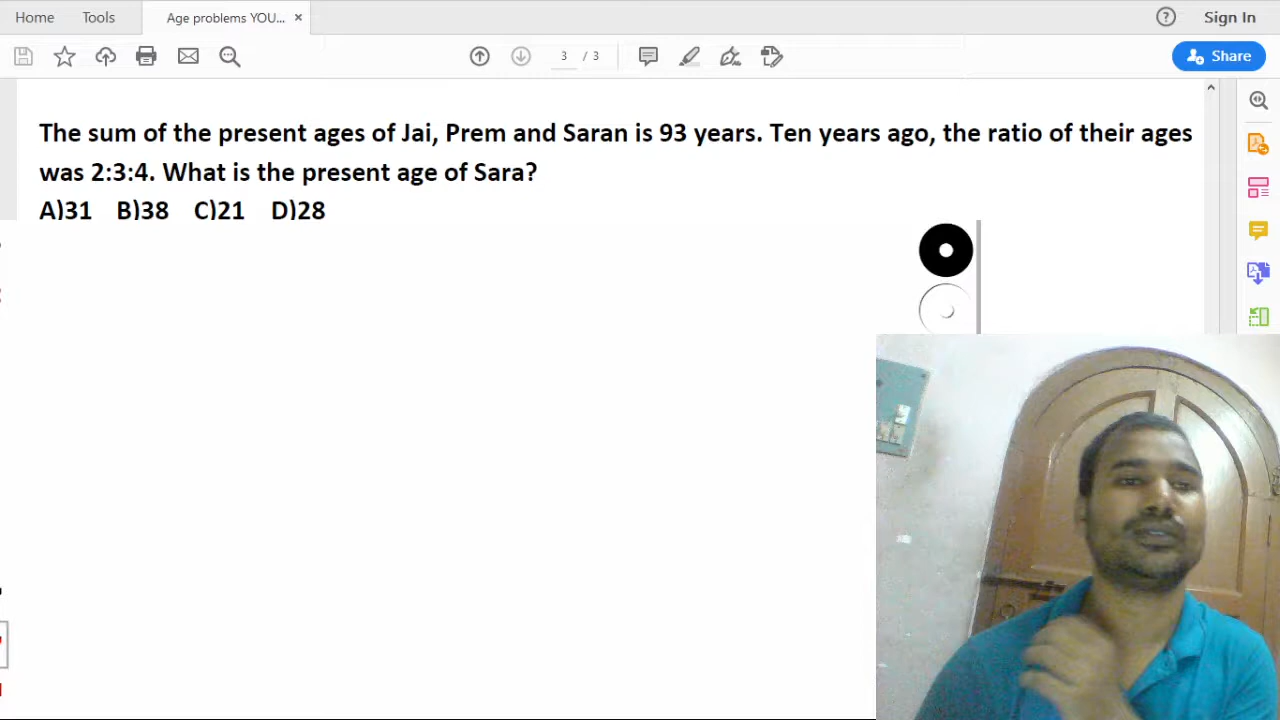 Home Tools Age problems YOU... × Sign In
3 / 3 Share
The sum of the present ages of Jai, Prem and Saran is 93 years. Ten years ago, the ratio of their ages
was 2:3:4. What is the present age of Sara?
A)31 B)38 C)21 D)28